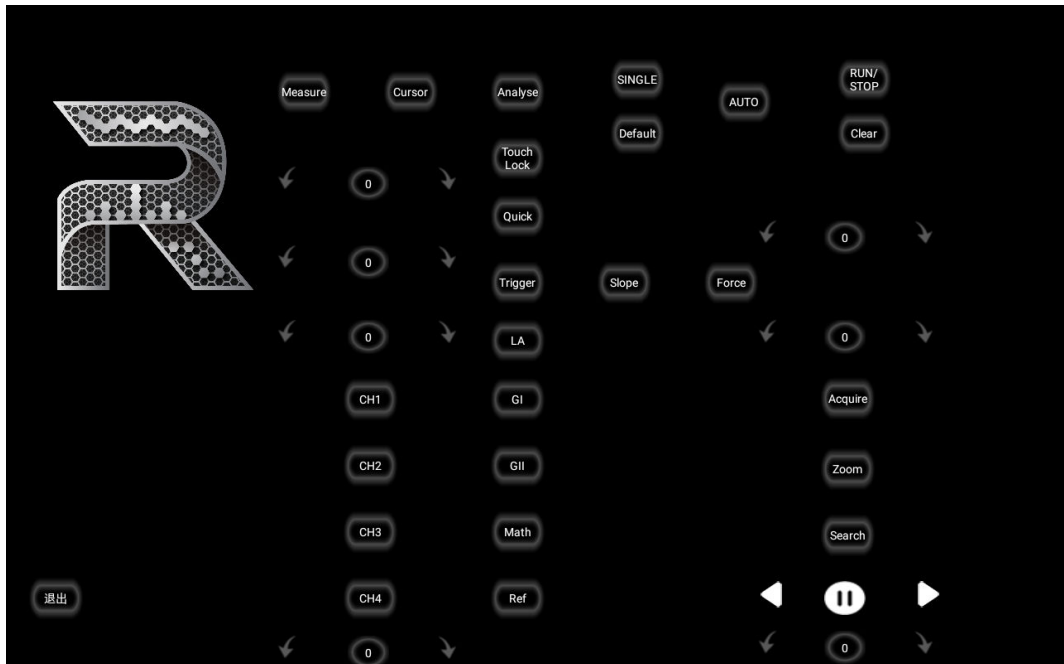 Measure
Cursor
Analyse
SINGLE
AUTO
RUN/
STOP
Default
Clear
Touch
Lock
0
Quick
0
0
Trigger
Slope
Force
0
LA
0
CH1
GI
Acquire
CH2
GII
Zoom
CH3
Math
Search
退出
CH4
Ref
0
0